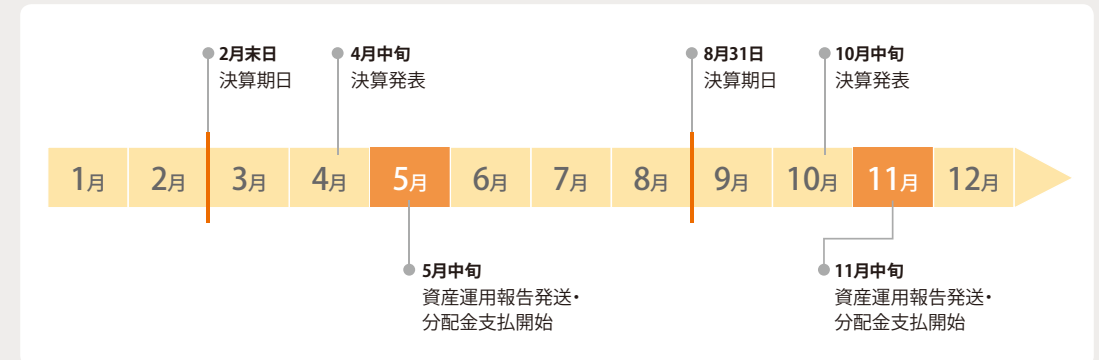 2月末日
決算期日
4月中旬
決算発表
8月31日
決算期日
10月中旬
決算発表
1月 2月 3月 4月 5月 6月 7月 8月 9月 10月 11月 12月
5月中旬
資産運用報告発送・
分配金支払開始
11月中旬
資産運用報告発送・
分配金支払開始